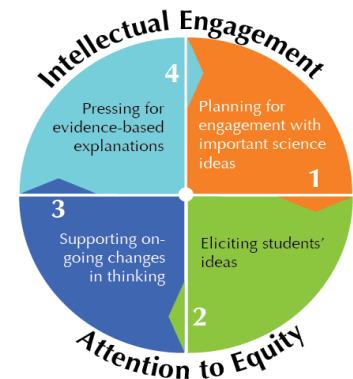 Intellectual Engagement
4
Pressing for
evidence-based
explanations
Planning for
engagement with
important science
ideas
1
3
Supporting on-
going changes
in thinking
Eliciting students'
ideas
2
Attention to Equity